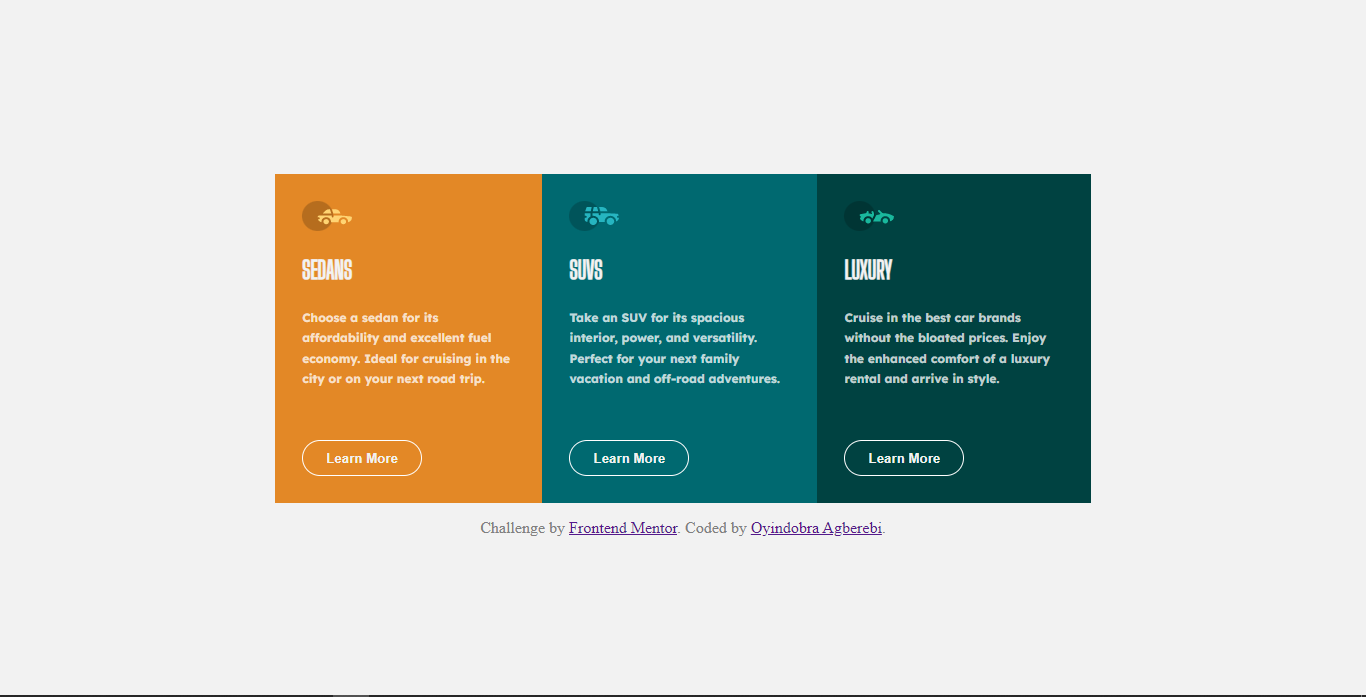 SEDANS
Choose a sedan for its
affordability and excellent fuel
economy. Ideal for cruising in the
city or on your next road trip.
Learn More
SUVS
Take an SUV for its spacious
interior, power, and versatility.
Perfect for your next family
vacation and off-road adventures.
Learn More
LUXURY
Cruise in the best car brands
without the bloated prices. Enjoy
the enhanced comfort of a luxury
rental and arrive in style.
Learn More
Challenge by Frontend Mentor. Coded by Oyindobra Agberebi.